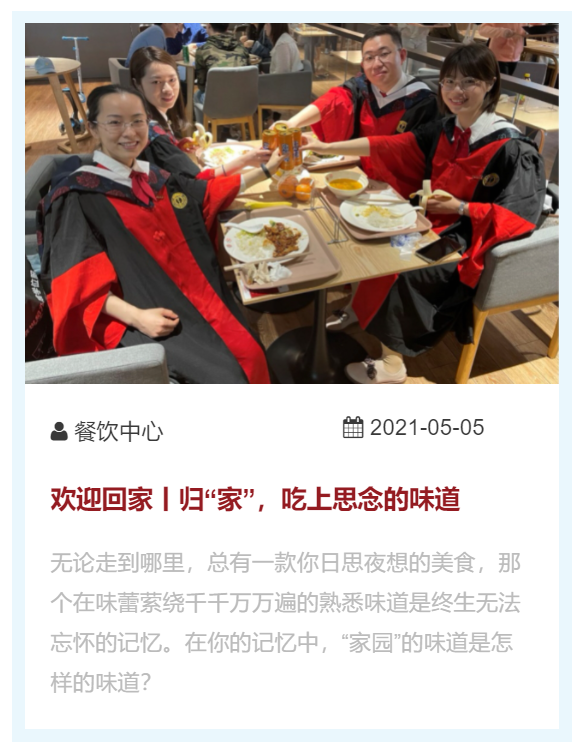 餐饮中心
2021-05-05
欢迎回家丨归“家”，吃上思念的味道
无论走到哪里，总有一款你日思夜想的美食，那
个在味蕾萦绕千千万万遍的熟悉味道是终生无法
忘怀的记忆。在你的记忆中，“家园”的味道是怎
样的味道?